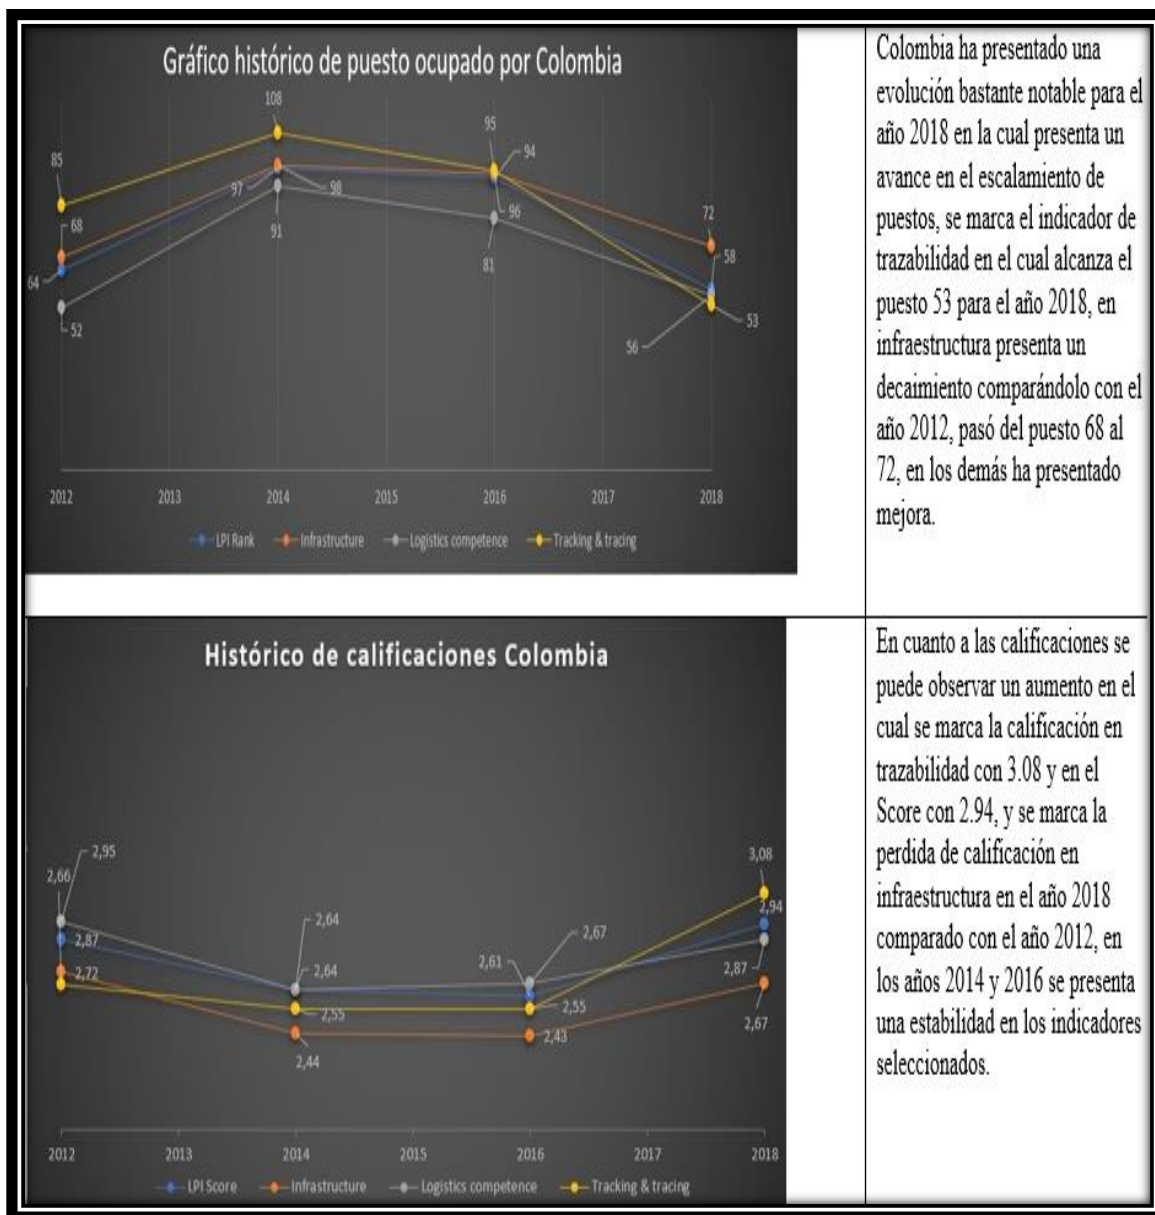 Gráfico histórico de puesto ocupado por Colombia
108
95
94
85
68
97
98
96
72
91
81
64
58
52
56
53
2012 2013 2014 2015 2016 2017 2018
LPI Rank Infrastructure Logistics competence Tracking & tracing
Colombia ha presentado una
evolución bastante notable para el
año 2018 en la cual presenta un
avance en el escalamiento de
puestos, se marca el indicador de
trazabilidad en el cual alcanza el
puesto 53 para el año 2018, en
infraestructura presenta un
decaimiento comparándolo con el
año 2012, pasó del puesto 68 al
72, en los demás ha presentado
mejora.
Histórico de calificaciones Colombia
2,95
2,66
2,87
2,72
2,64
2,64
2,55
2,44
2,67
2,61
2,55
2,43
3,08
2,94
2,87
2,67
2012 2013 2014 2015 2016 2017 2018
LPI Score Infrastructure Logistics competence Tracking & tracing
En cuanto a las calificaciones se
puede observar un aumento en el
cual se marca la calificación en
trazabilidad con 3.08 y en el
Score con 2.94, y se marca la
perdida de calificación en
infraestructura en el año 2018
comparado con el año 2012, en
los años 2014 y 2016 se presenta
una estabilidad en los indicadores
seleccionados.